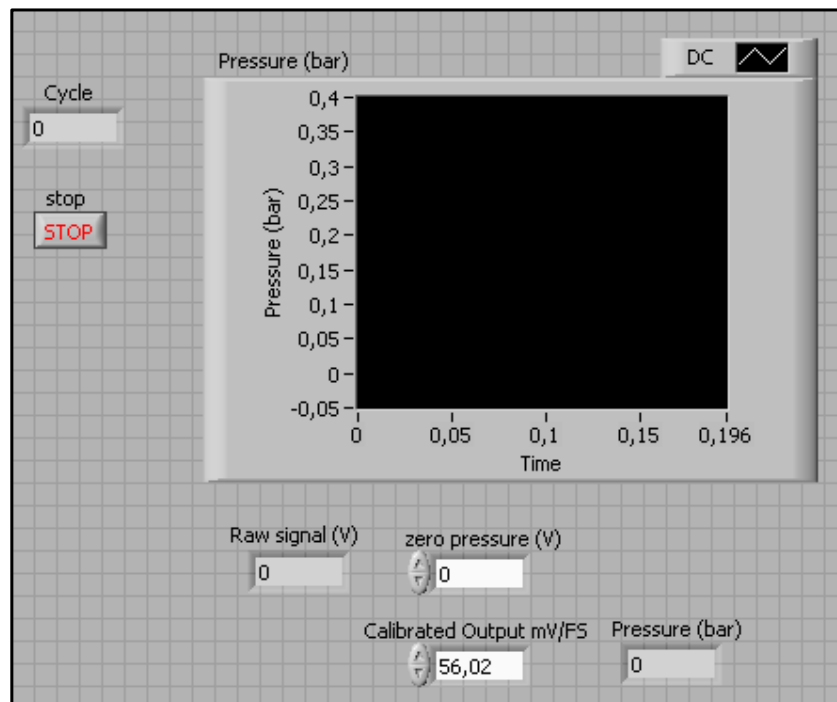 Pressure (bar)
DC
Cycle
0
stop
STOP
Pressure (bar)
0,4
0,35
0,3
0,25
0,2
0,15
0,1
0,05
0
-0,05
0 0,05 0,1 0,15 0,196
Time
Raw signal (V)
0
zero pressure (V)
0
Calibrated Output mV/FS
56,02
Pressure (bar)
0